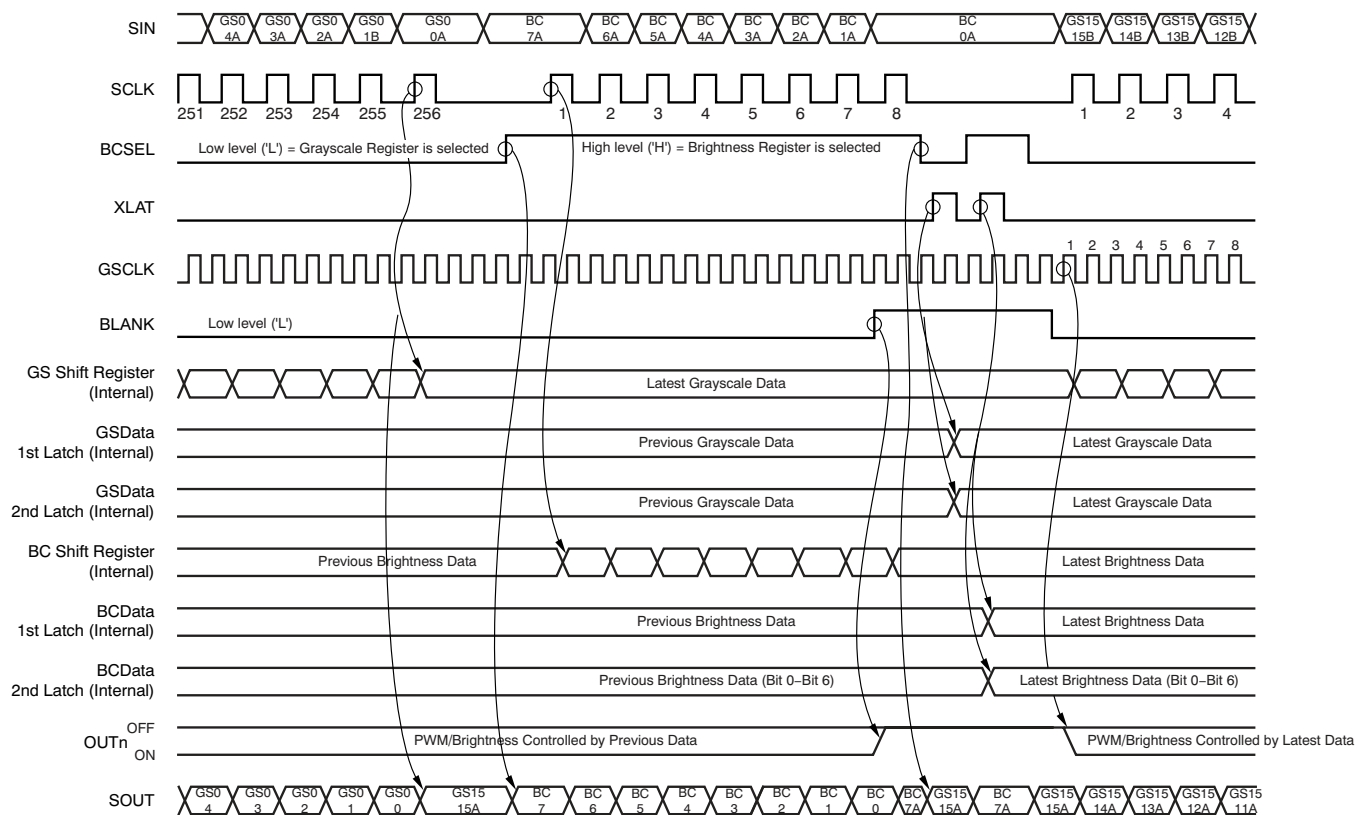 SIN
GS0 GS0 GS0 GS0 GS0 BC BC BC BC BC BC BC BC GS15 GS15 GS15 GS15
4A 3A 2A 1B 0A 7A 6A 5A 4A 3A 2A 1A 0A 15B 14B 13B 12B
SCLK
251 252 253 254 255 256 1 2 3 4 5 6 7 8 1 2 3 4
BCSEL
Low level ('L') = Grayscale Register is selected
High level ('H') = Brightness Register is selected
XLAT
1 2 3 4 5 6 7 8
GSCLK
BLANK
Low level ('L')
GS Shift Register
(Internal)
Latest Grayscale Data
GSData
1st Latch (Internal)
Previous Grayscale Data
Latest Grayscale Data
GSData
2nd Latch (Internal)
Previous Grayscale Data
Latest Grayscale Data
BC Shift Register
(Internal)
Previous Brightness Data
Latest Brightness Data
BCData
1st Latch (Internal)
Previous Brightness Data
Latest Brightness Data
BCData
2nd Latch (Internal)
Previous Brightness Data (Bit 0–Bit 6)
Latest Brightness Data (Bit 0–Bit 6)
OFF
OUTn
ON
PWM/Brightness Controlled by Previous Data
PWM/Brightness Controlled by Latest Data
SOUT
GS0 GS0 GS0 GS0 GS0 GS15 BC BC BC BC BC BC BC BC BC GS15 BC GS15 GS15 GS15 GS15 GS15
4 3 2 1 0 15A 7 6 5 4 3 2 1 0 7A 15A 7A 15A 14A 13A 12A 11A